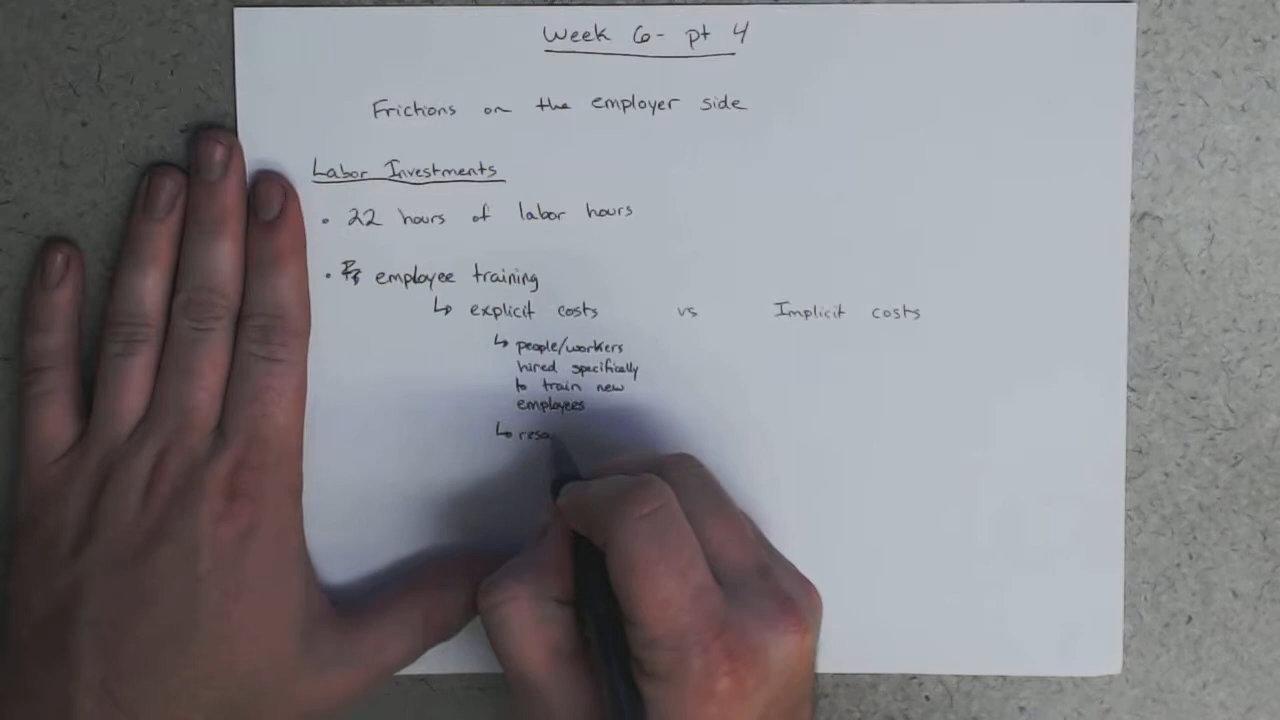 Week 6- pt 4
Frictions on the employer side
Labor Investments
• 22 hours of labor hours
• employee training
↳ explicit costs vs Implicit costs
↳ people/workers
hired specifically
to train new
employees
↳ reso